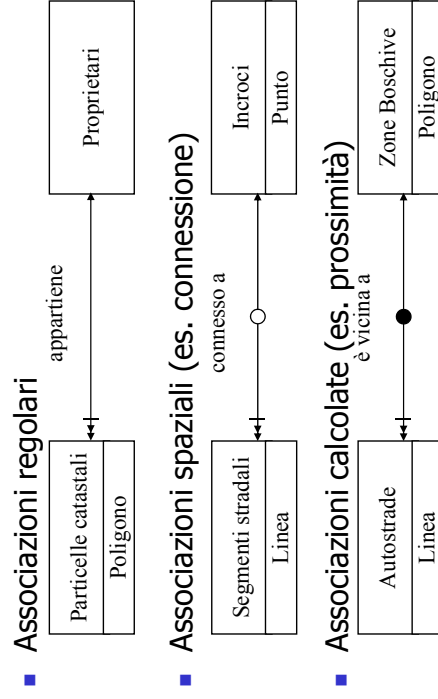 Associazioni regolari
appartiene
Particelle catastali
Poligono
Proprietari
Associazioni spaziali (es. connessione)
connesso a
Segmenti stradali
Linea
Incroci
Punto
Associazioni calcolate (es. prossimità)
è vicina a
Autostrade
Linea
Zone Boschive
Poligono